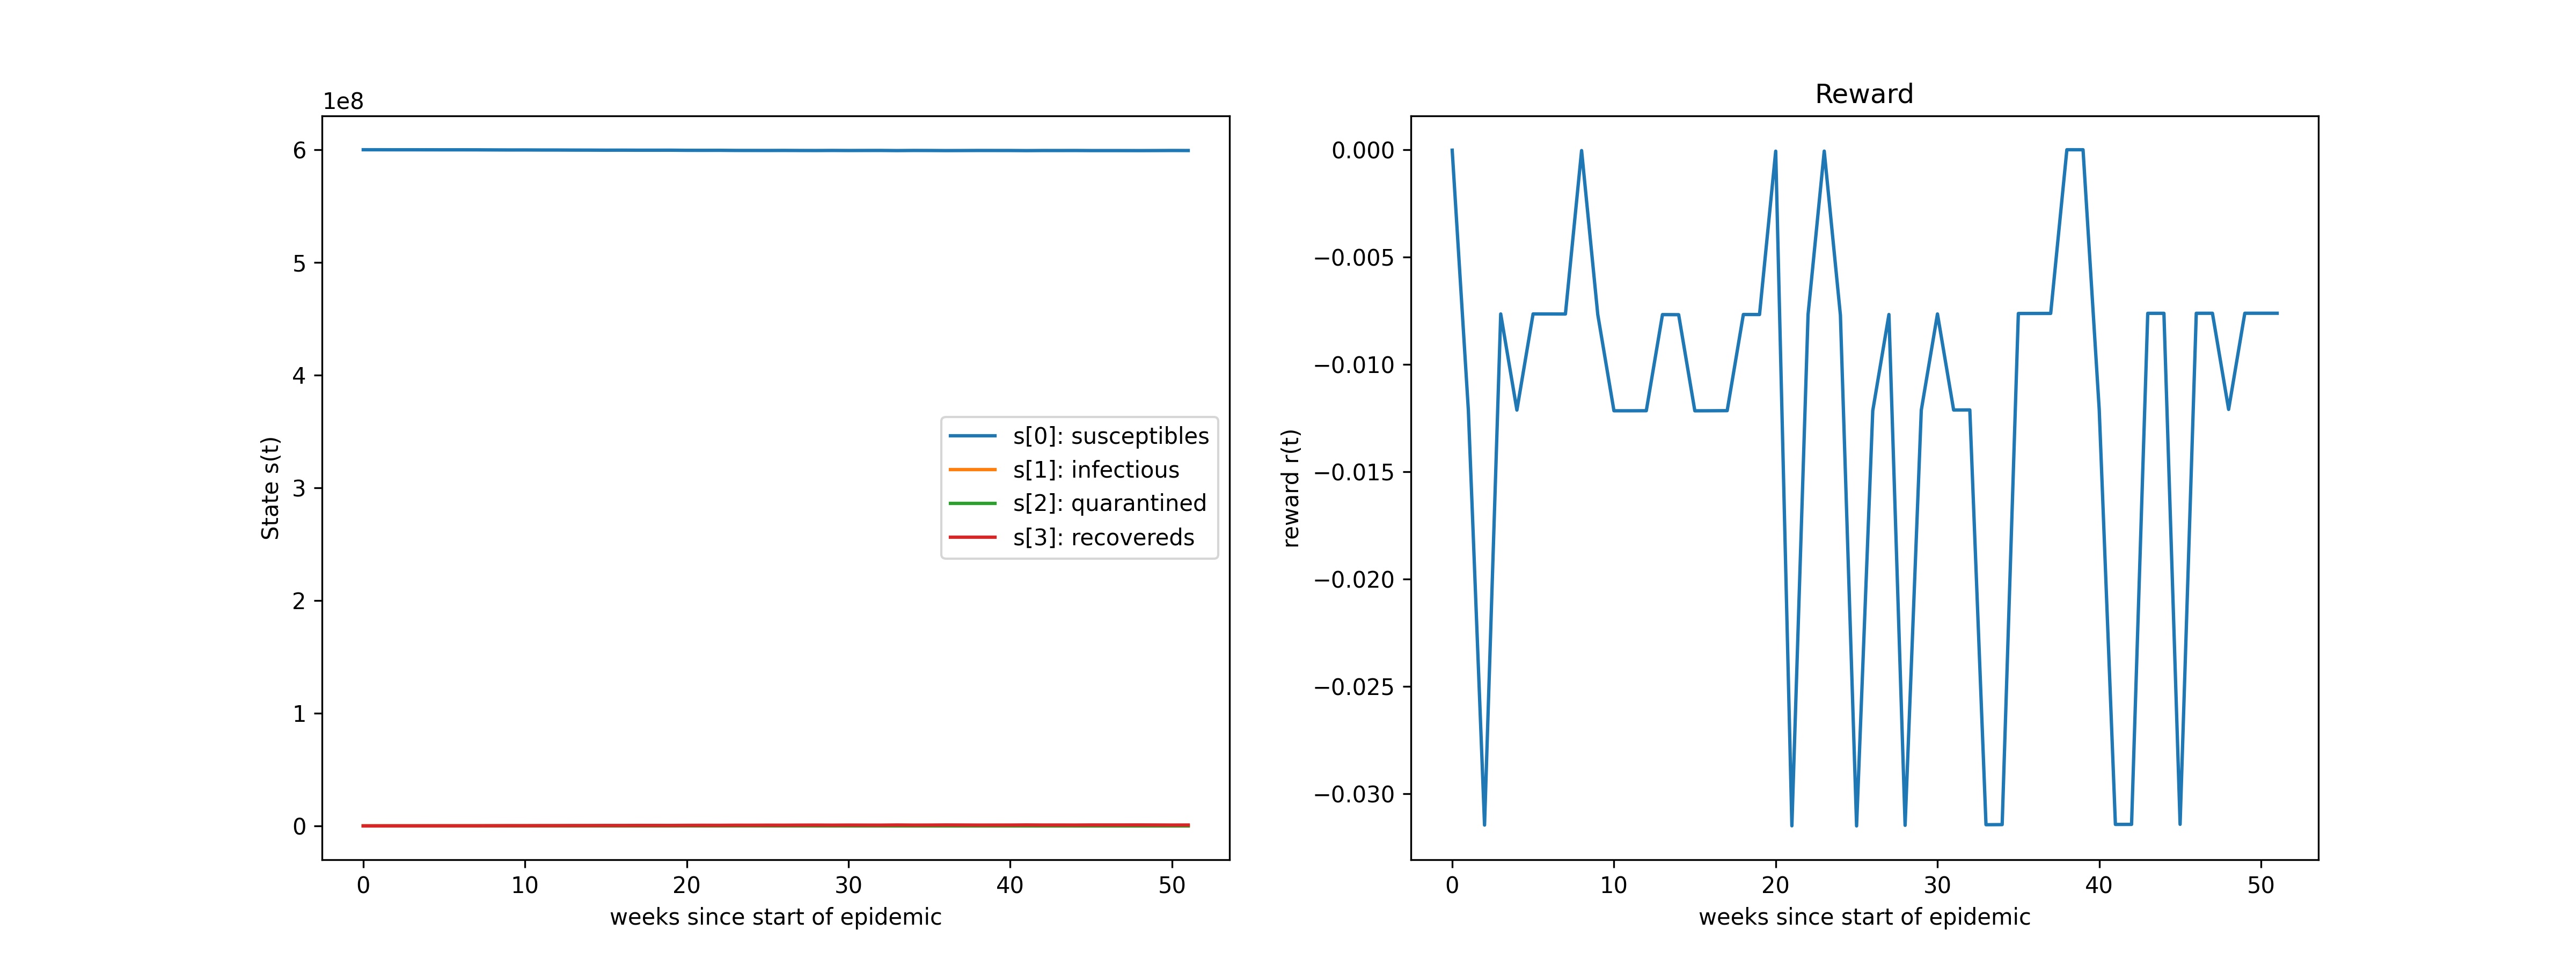 1e8
6
5
4
3
2
1
0
State s(t)
s[0]: susceptibles
s[1]: infectious
s[2]: quarantined
s[3]: recovereds
0 10 20 30 40 50
weeks since start of epidemic
Reward
0.000
−0.005
−0.010
−0.015
−0.020
−0.025
−0.030
reward r(t)
0 10 20 30 40 50
weeks since start of epidemic